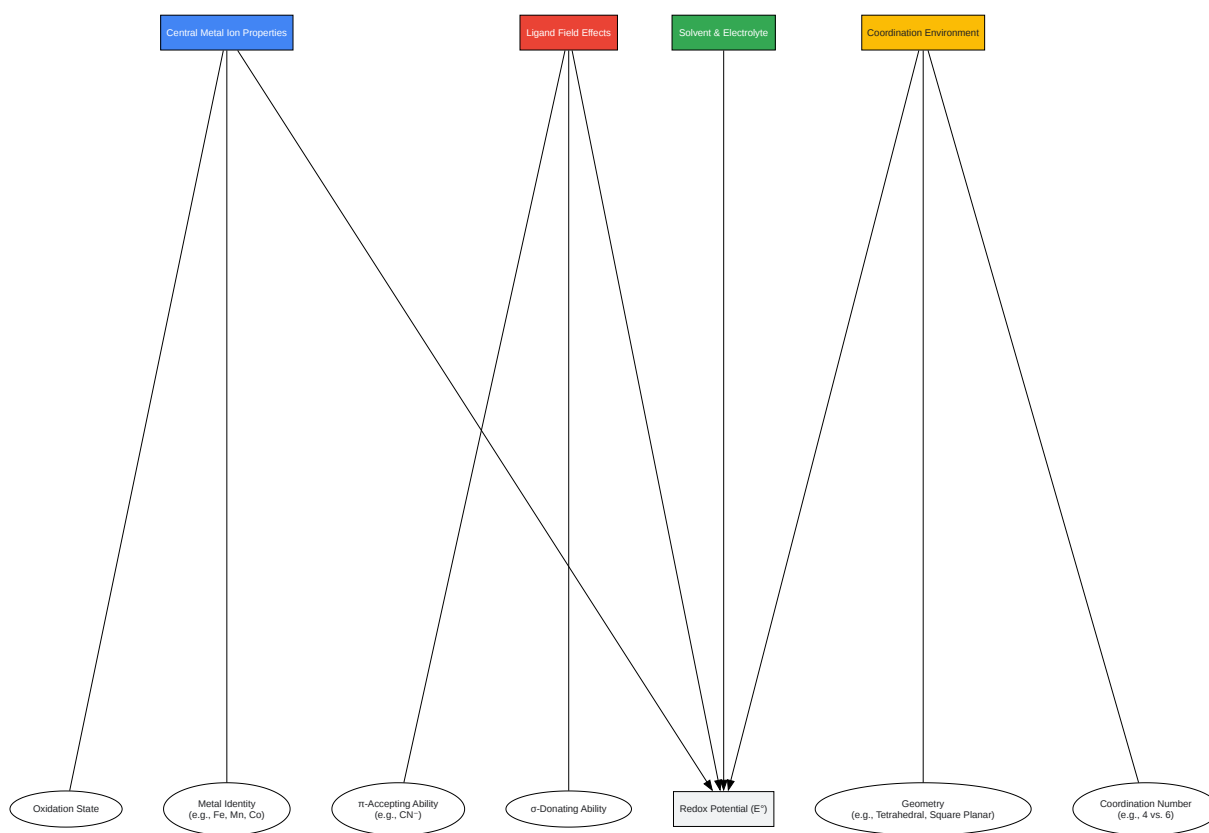 Central Metal Ion Properties
Ligand Field Effects
Solvent & Electrolyte
Coordination Environment
Oxidation State
Metal Identity
(e.g., Fe, Mn, Co)
π-Accepting Ability
(e.g., CN⁻)
σ-Donating Ability
Redox Potential (E°)
Geometry
(e.g., Tetrahedral, Square Planar)
Coordination Number
(e.g., 4 vs. 6)